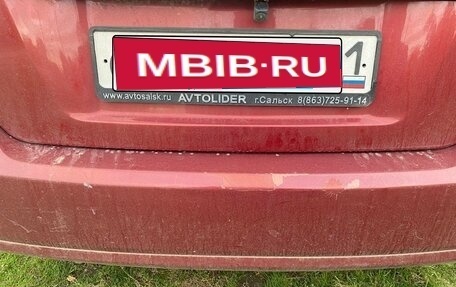 MBIB·RU
1
www.avtosalsk.ru AVTOLIDER г.Сальск 8(863)725-91-14